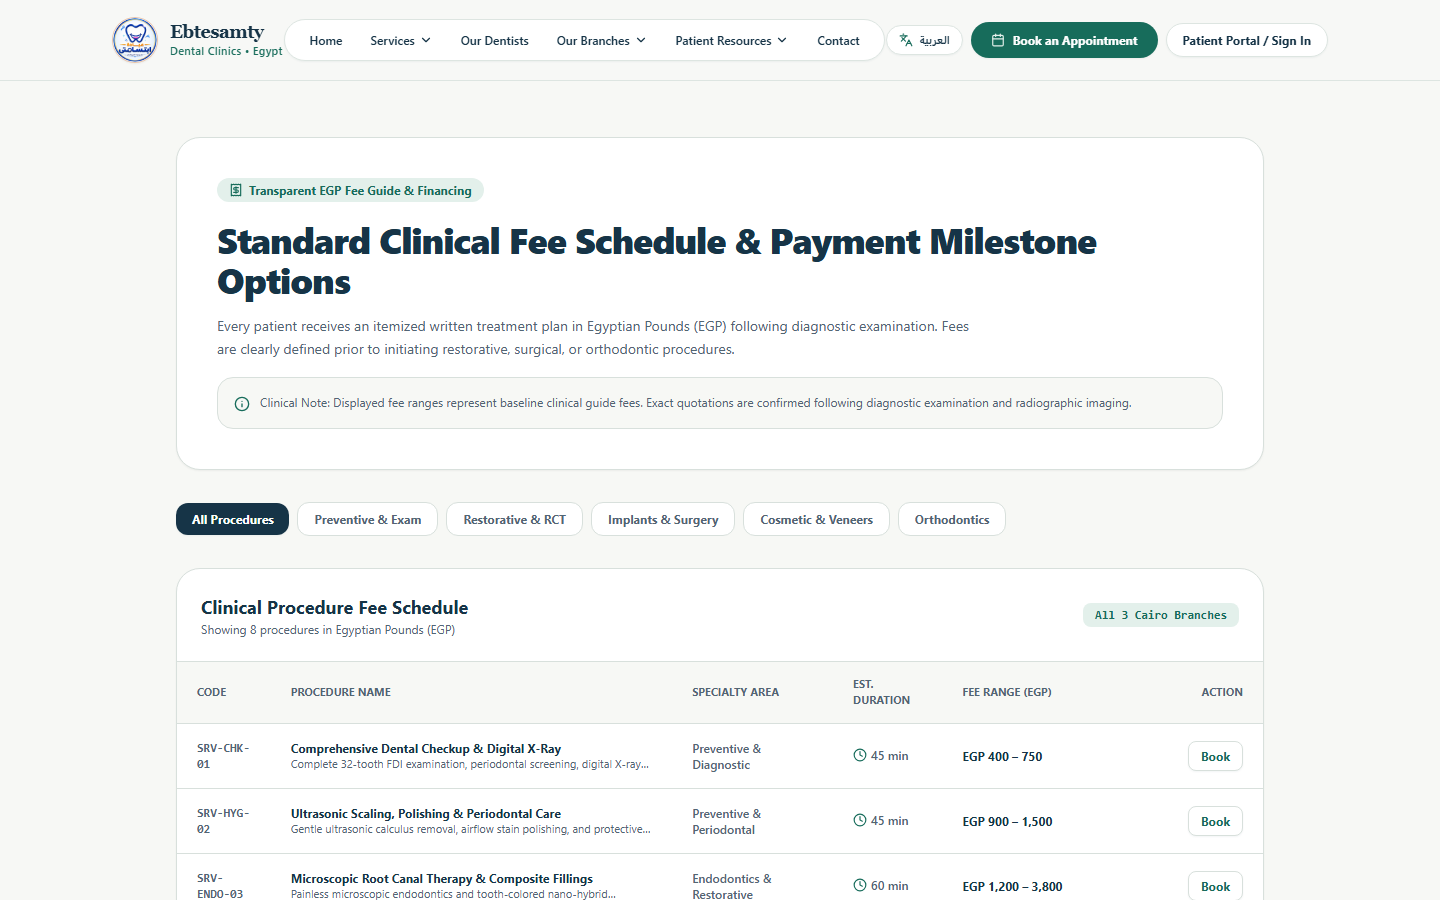 ابتسامتي
Ebtesamty
Dental Clinics • Egypt
Home
Services
Our Dentists
Our Branches
Patient Resources
Contact
العربية
Book an Appointment
Patient Portal / Sign In
Transparent EGP Fee Guide & Financing
Standard Clinical Fee Schedule & Payment Milestone
Options
Every patient receives an itemized written treatment plan in Egyptian Pounds (EGP) following diagnostic examination. Fees
are clearly defined prior to initiating restorative, surgical, or orthodontic procedures.
Clinical Note: Displayed fee ranges represent baseline clinical guide fees. Exact quotations are confirmed following diagnostic examination and radiographic imaging.
All Procedures
Preventive & Exam
Restorative & RCT
Implants & Surgery
Cosmetic & Veneers
Orthodontics
Clinical Procedure Fee Schedule
Showing 8 procedures in Egyptian Pounds (EGP)
All 3 Cairo Branches
CODE
PROCEDURE NAME
SPECIALTY AREA
EST.
DURATION
FEE RANGE (EGP)
ACTION
SRV-CHK-
01
Comprehensive Dental Checkup & Digital X-Ray
Complete 32-tooth FDI examination, periodontal screening, digital X-ray...
Preventive &
Diagnostic
45 min
EGP 400 – 750
Book
SRV-HYG-
02
Ultrasonic Scaling, Polishing & Periodontal Care
Gentle ultrasonic calculus removal, airflow stain polishing, and protective...
Preventive &
Periodontal
45 min
EGP 900 – 1,500
Book
SRV-
ENDO-03
Microscopic Root Canal Therapy & Composite Fillings
Painless microscopic endodontics and tooth-colored nano-hybrid...
Endodontics &
Restorative
60 min
EGP 1,200 – 3,800
Book